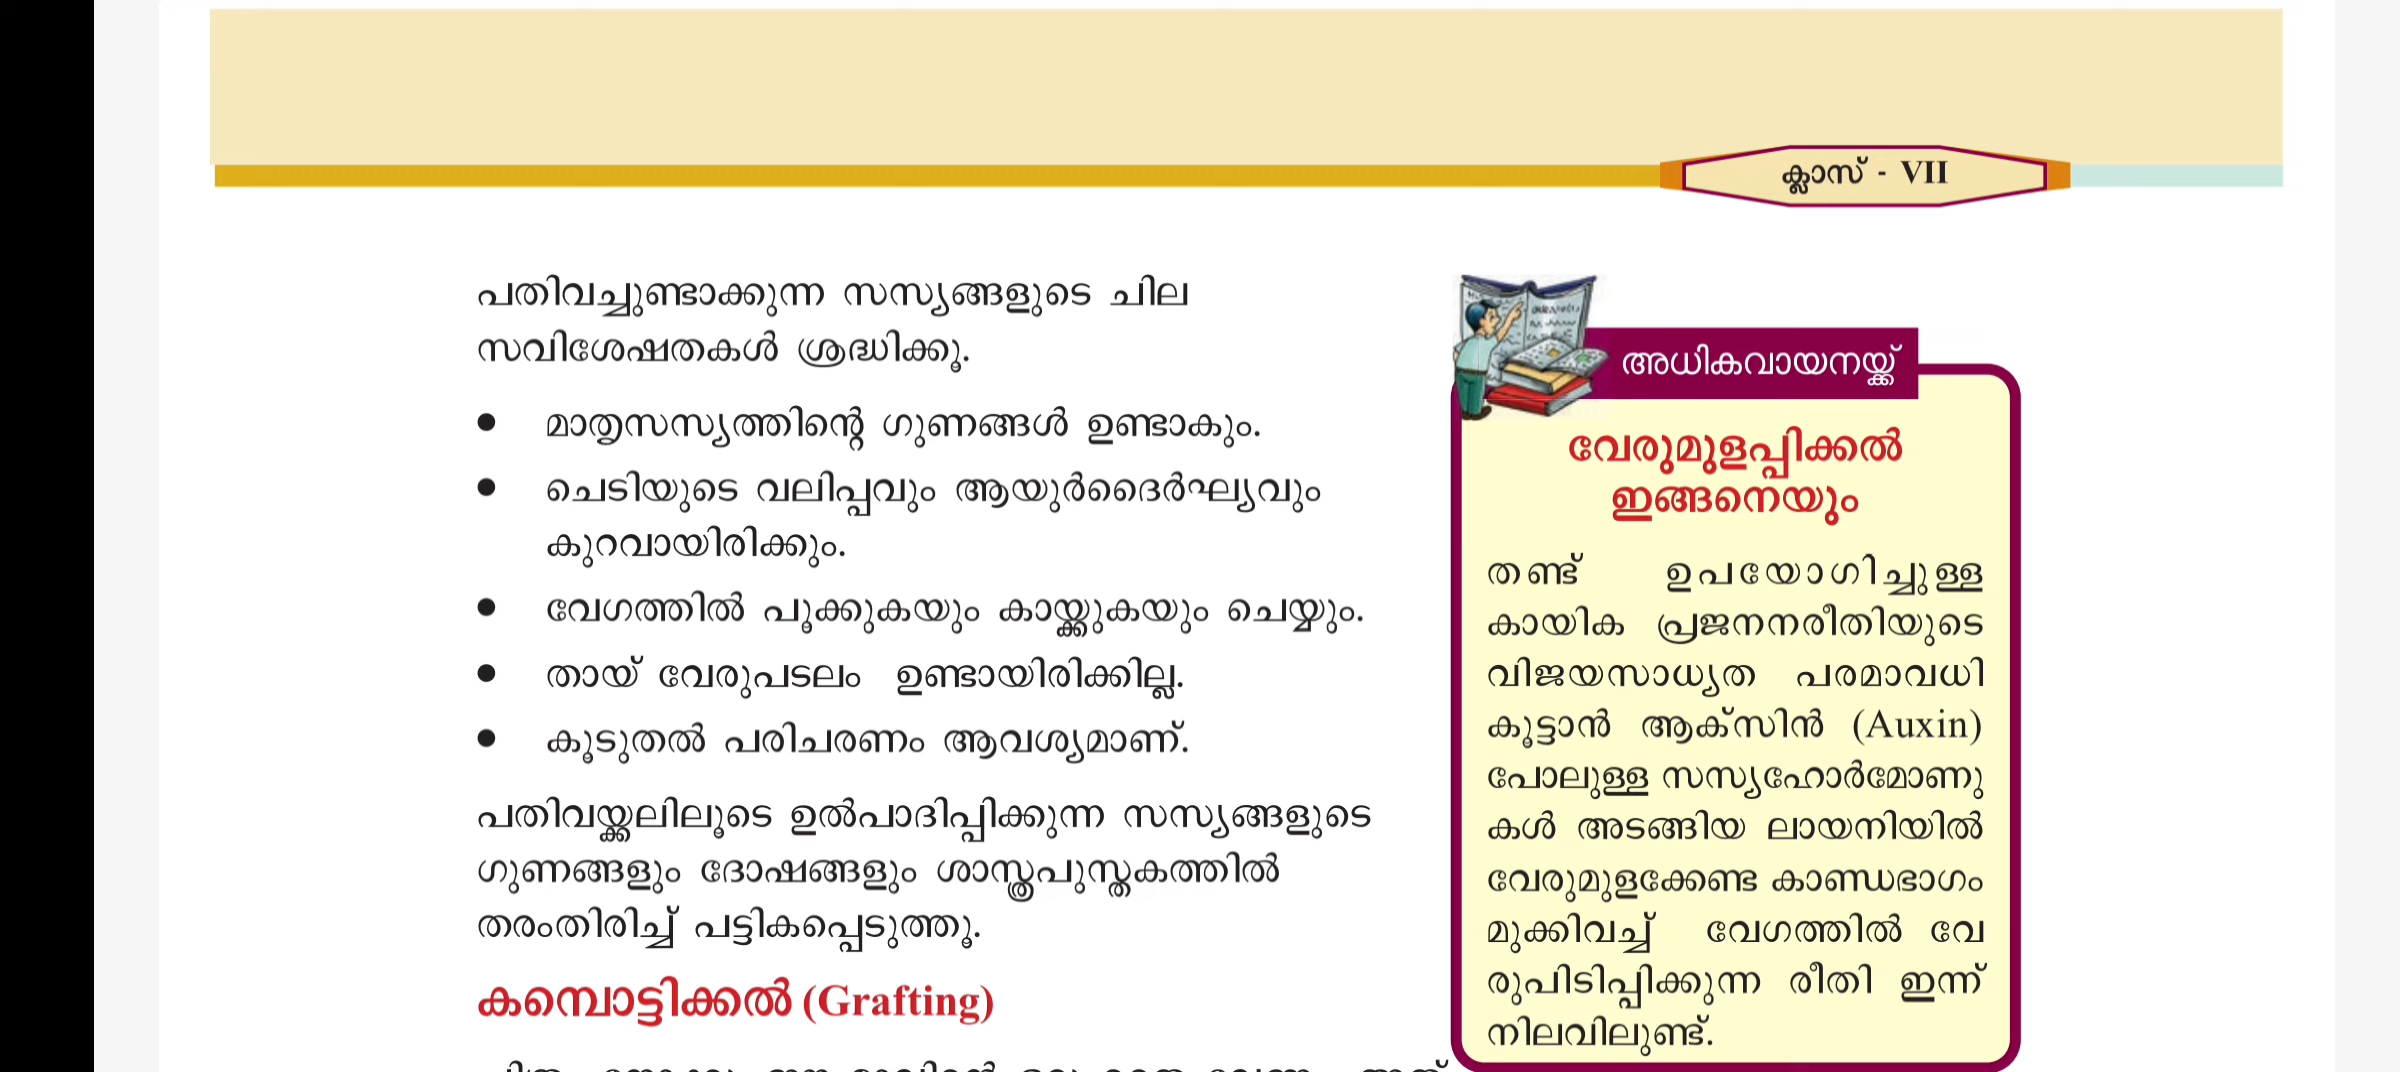 ക്ലാസ് - VII
പതിവച്ചുണ്ടാക്കുന്ന സസ്യങ്ങളുടെ ചില
സവിശേഷതകൾ ശ്രദ്ധിക്കൂ.
● മാതൃസസ്യത്തിന്റെ ഗുണങ്ങൾ ഉണ്ടാകും.
● ചെടിയുടെ വലിപ്പവും ആയുർദൈർഘ്യവും
കുറവായിരിക്കും.
● വേഗത്തിൽ പൂക്കുകയും കായ്ക്കുകയും ചെയ്യും.
● തായ് വേരുപടലം ഉണ്ടായിരിക്കില്ല.
● കൂടുതൽ പരിചരണം ആവശ്യമാണ്.
പതിവയ്ക്കലിലൂടെ ഉൽപാദിപ്പിക്കുന്ന സസ്യങ്ങളുടെ
ഗുണങ്ങളും ദോഷങ്ങളും ശാസ്ത്രപുസ്തകത്തിൽ
തരംതിരിച്ച് പട്ടികപ്പെടുത്തൂ.
കമ്പൊട്ടിക്കൽ (Grafting)
അധികവായനയ്ക്ക്
വേരുമുളപ്പിക്കൽ
ഇങ്ങനെയും
തണ്ട് ഉപയോഗിച്ചുള്ള
കായിക പ്രജനനരീതിയുടെ
വിജയസാധ്യത പരമാവധി
കൂട്ടാൻ ആക്സിൻ (Auxin)
പോലുള്ള സസ്യഹോർമോണു
കൾ അടങ്ങിയ ലായനിയിൽ
വേരുമുളക്കേണ്ട കാണ്ഡഭാഗം
മുക്കിവച്ച് വേഗത്തിൽ വേ
രുപിടിപ്പിക്കുന്ന രീതി ഇന്ന്
നിലവിലുണ്ട്.